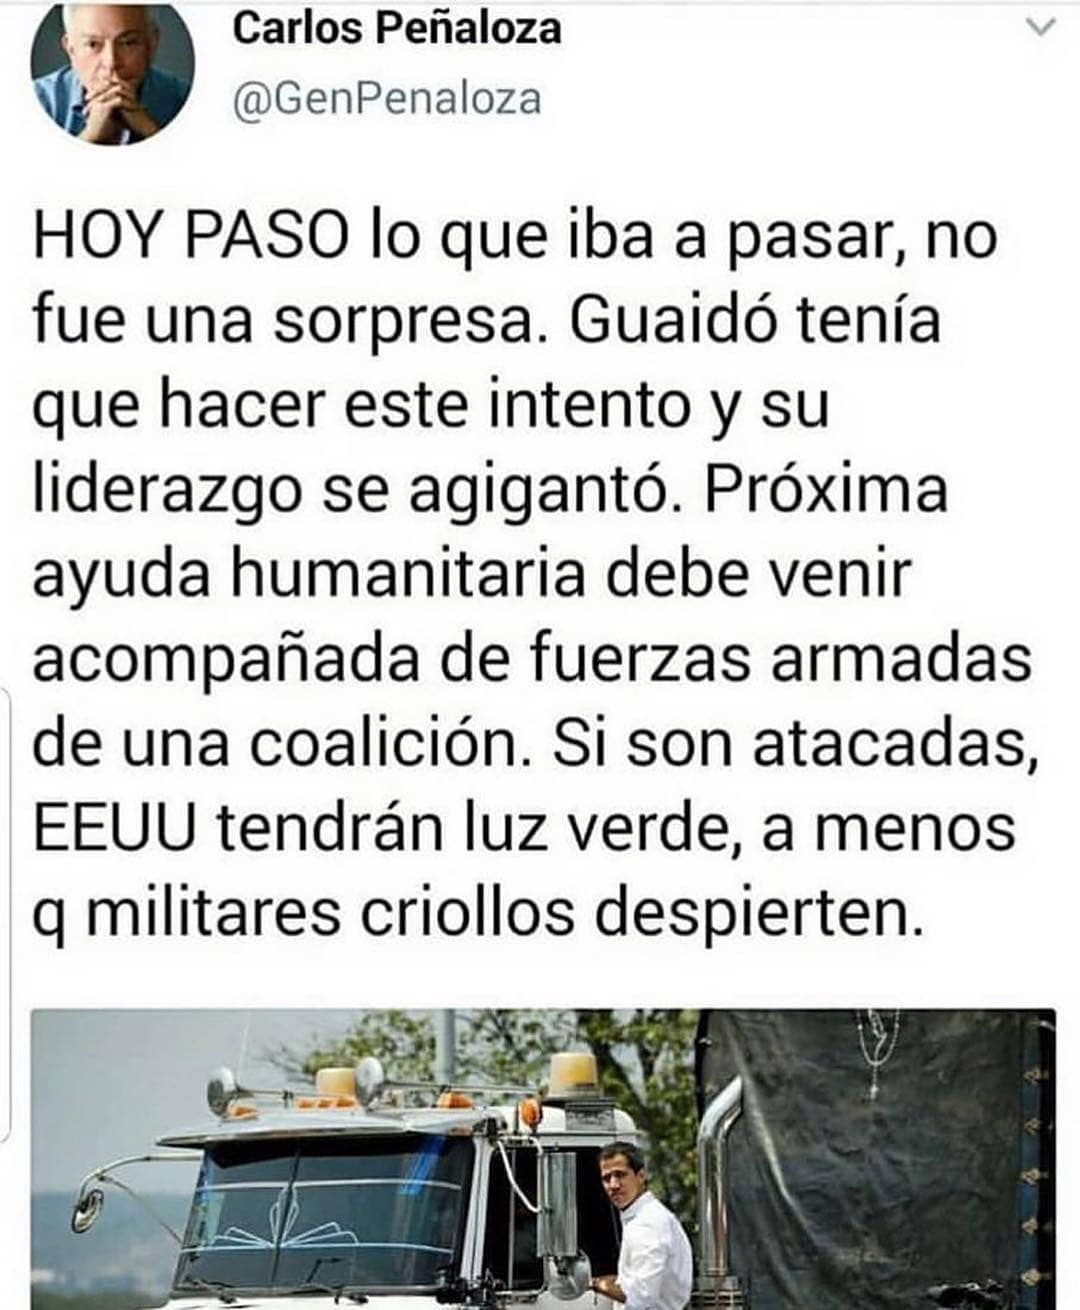 Carlos Peñaloza
@GenPenaloza
HOY PASO lo que iba a pasar, no
fue una sorpresa. Guaidó tenía
que hacer este intento y su
liderazgo se agigantó. Próxima
ayuda humanitaria debe venir
acompañada de fuerzas armadas
de una coalición. Si son atacadas,
EEUU tendrán luz verde, a menos
q militares criollos despierten.